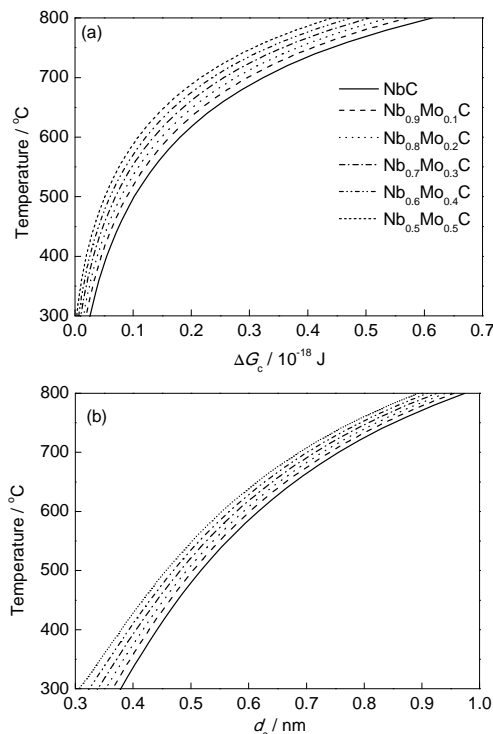 (a)
800
700
600
500
400
300
Temperature / °C
NbC
Nb₀.₉Mo₀.₁C
Nb₀.₈Mo₀.₂C
Nb₀.₇Mo₀.₃C
Nb₀.₆Mo₀.₄C
Nb₀.₅Mo₀.₅C
0.0 0.1 0.2 0.3 0.4 0.5 0.6 0.7
ΔG_c / 10⁻¹⁸ J
(b)
800
700
600
500
400
300
Temperature / °C
0.3 0.4 0.5 0.6 0.7 0.8 0.9 1.0
d_c / nm